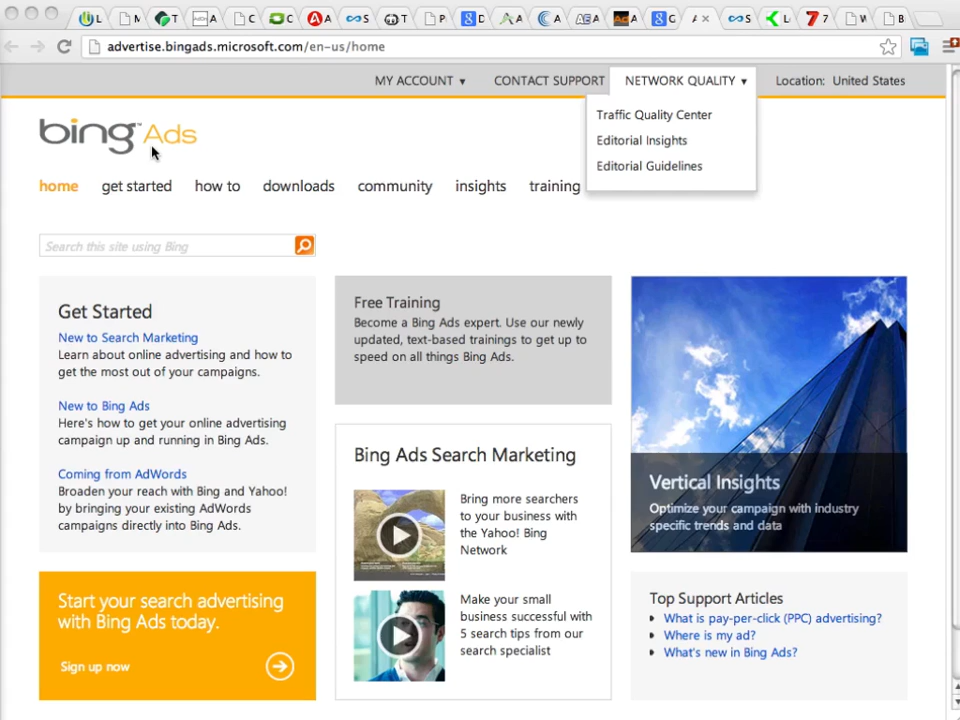 advertise.bingads.microsoft.com/en-us/home
MY ACCOUNT ▾ CONTACT SUPPORT NETWORK QUALITY ▾ Location: United States
Traffic Quality Center
Editorial Insights
Editorial Guidelines
bing™ Ads
home get started how to downloads community insights training
Search this site using Bing
Get Started
New to Search Marketing
Learn about online advertising and how to
get the most out of your campaigns.
New to Bing Ads
Here's how to get your online advertising
campaign up and running in Bing Ads.
Coming from AdWords
Broaden your reach with Bing and Yahoo!
by bringing your existing AdWords
campaigns directly into Bing Ads.
Start your search advertising
with Bing Ads today.
Sign up now
Free Training
Become a Bing Ads expert. Use our newly
updated, text-based trainings to get up to
speed on all things Bing Ads.
Bing Ads Search Marketing
Bring more searchers
to your business with
the Yahoo! Bing
Network
Make your small
business successful with
5 search tips from our
search specialist
Vertical Insights
Optimize your campaign with industry
specific trends and data
Top Support Articles
What is pay-per-click (PPC) advertising?
Where is my ad?
What's new in Bing Ads?